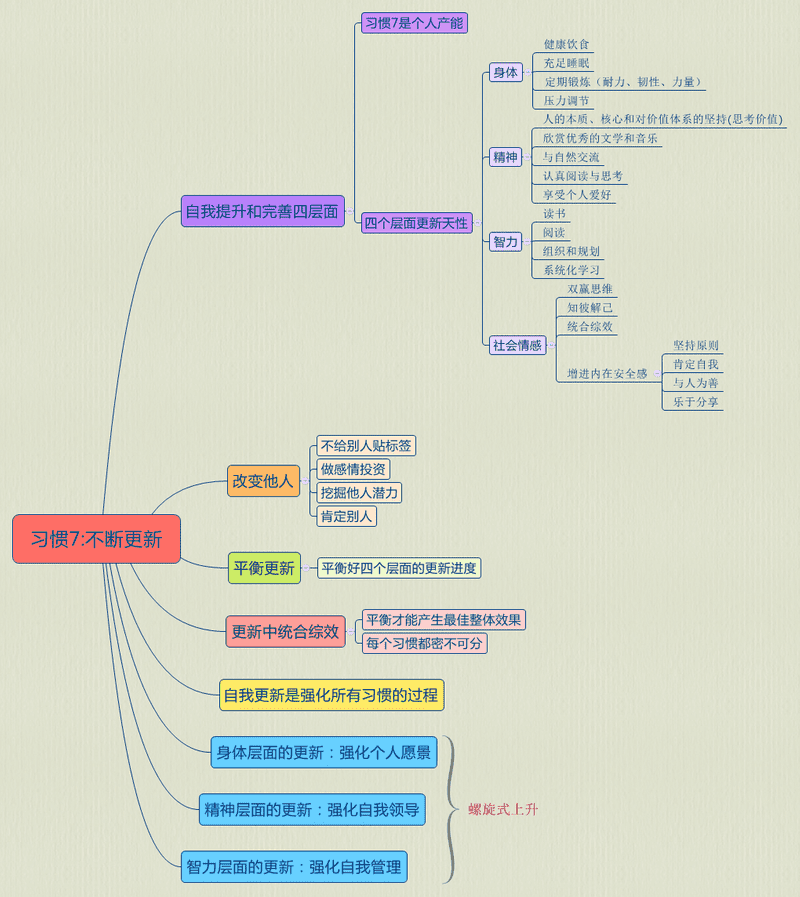 习惯7:不断更新
自我提升和完善四层面
习惯7是个人产能
四个层面更新天性
身体
健康饮食
充足睡眠
定期锻炼（耐力、韧性、力量）
压力调节
精神
人的本质、核心和对价值体系的坚持(思考价值)
欣赏优秀的文学和音乐
与自然交流
认真阅读与思考
享受个人爱好
智力
读书
阅读
组织和规划
系统化学习
社会情感
双赢思维
知彼解己
统合综效
增进内在安全感
坚持原则
肯定自我
与人为善
乐于分享
改变他人
不给别人贴标签
做感情投资
挖掘他人潜力
肯定别人
平衡更新
平衡好四个层面的更新进度
更新中统合综效
平衡才能产生最佳整体效果
每个习惯都密不可分
自我更新是强化所有习惯的过程
身体层面的更新：强化个人愿景
精神层面的更新：强化自我领导
智力层面的更新：强化自我管理
螺旋式上升